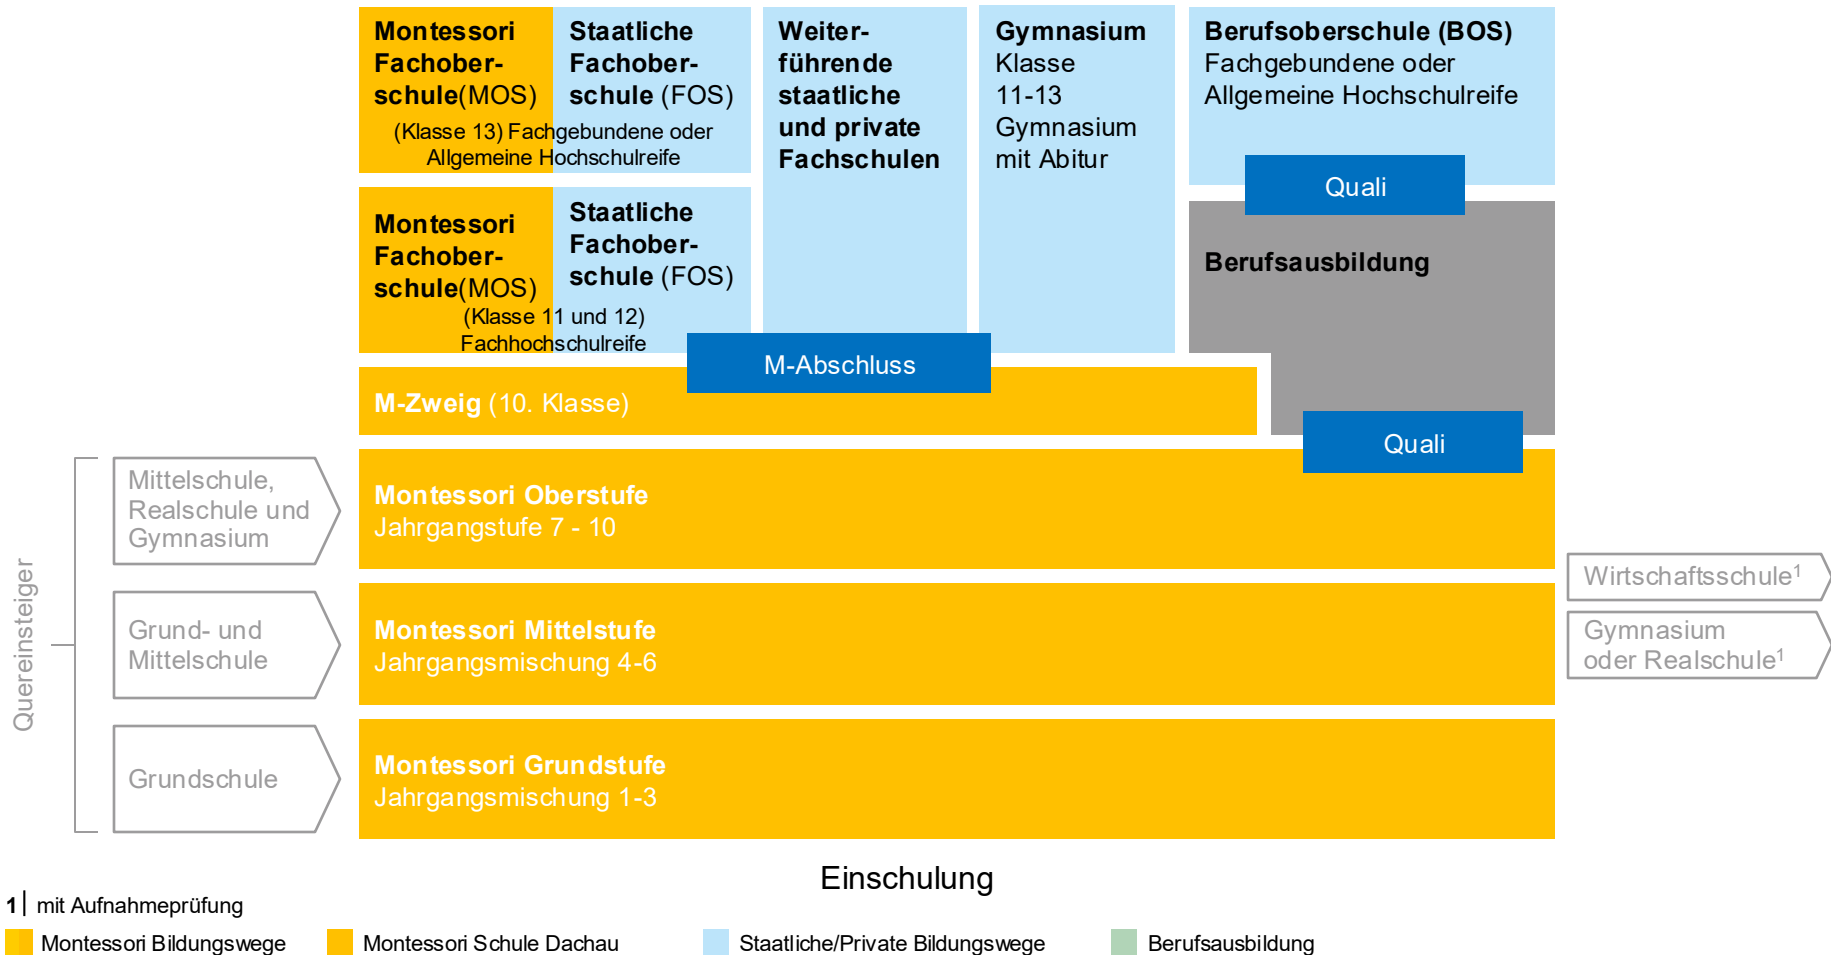 Montessori
Fachober-
schule(MOS)
Staatliche
Fachober-
schule (FOS)
(Klasse 13) Fachgebundene oder
Allgemeine Hochschulreife
Weiter-
führende
staatliche
und private
Fachschulen
Gymnasium
Klasse
11-13
Gymnasium
mit Abitur
Berufsoberschule (BOS)
Fachgebundene oder
Allgemeine Hochschulreife
Quali
Montessori
Fachober-
schule(MOS)
Staatliche
Fachober-
schule (FOS)
(Klasse 11 und 12)
Fachhochschulreife
Berufsausbildung
M-Abschluss
M-Zweig (10. Klasse)
Quali
Quereinsteiger
Mittelschule,
Realschule und
Gymnasium
Montessori Oberstufe
Jahrgangstufe 7 - 10
Wirtschaftsschule¹
Grund- und
Mittelschule
Montessori Mittelstufe
Jahrgangsmischung 4-6
Gymnasium
oder Realschule¹
Grundschule
Montessori Grundstufe
Jahrgangsmischung 1-3
Einschulung
1| mit Aufnahmeprüfung
Montessori Bildungswege
Montessori Schule Dachau
Staatliche/Private Bildungswege
Berufsausbildung